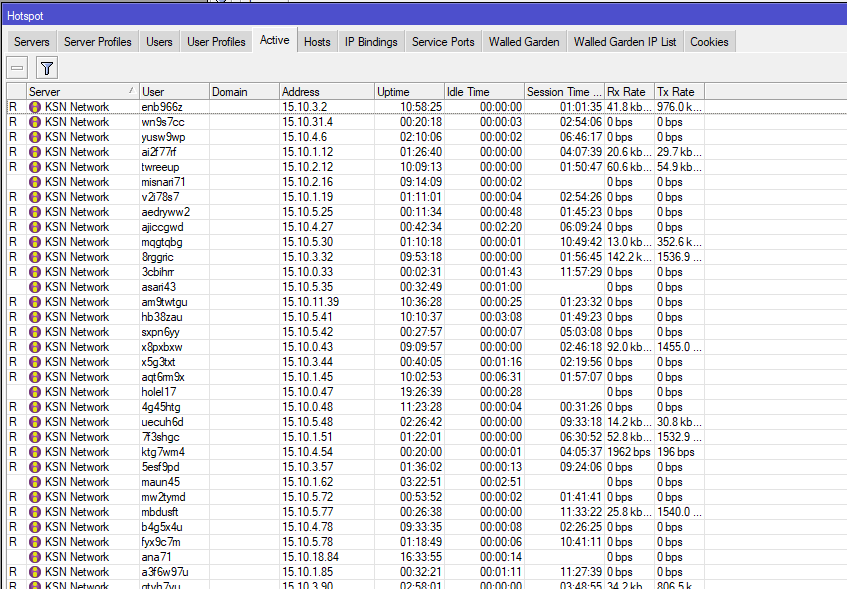 Hotspot
Servers Server Profiles Users User Profiles Active Hosts IP Bindings Service Ports Walled Garden Walled Garden IP List Cookies
Server User Domain Address Uptime Idle Time Session Time ... Rx Rate Tx Rate
R KSN Network enb966z 15.10.3.2 10:58:25 00:00:00 01:01:35 41.8 kb... 976.0 k...
R KSN Network wn9s7cc 15.10.31.4 00:20:18 00:00:03 02:54:06 0 bps 0 bps
R KSN Network yusw9wp 15.10.4.6 02:10:06 00:00:02 06:46:17 0 bps 0 bps
R KSN Network ai2f77rf 15.10.1.12 01:26:40 00:00:00 04:07:39 20.6 kb... 29.7 kb...
R KSN Network twreeup 15.10.2.12 10:09:13 00:00:00 01:50:47 60.6 kb... 54.9 kb...
KSN Network misnari71 15.10.2.16 09:14:09 00:00:02 0 bps 0 bps
R KSN Network v2i78s7 15.10.1.19 01:11:01 00:00:04 02:54:26 0 bps 0 bps
R KSN Network aedryww2 15.10.5.25 00:11:34 00:00:48 01:45:23 0 bps 0 bps
R KSN Network ajiccgwd 15.10.4.27 00:42:34 00:02:20 06:09:24 0 bps 0 bps
R KSN Network mqgtqbg 15.10.5.30 01:10:18 00:00:01 10:49:42 13.0 kb... 352.6 k...
R KSN Network 8rggric 15.10.3.32 09:53:18 00:00:00 01:56:45 142.2 k... 1536.9 ...
R KSN Network 3cbihrr 15.10.0.33 00:02:31 00:01:43 11:57:29 0 bps 0 bps
KSN Network asari43 15.10.5.35 00:32:49 00:01:00 0 bps 0 bps
R KSN Network am9twtgu 15.10.11.39 10:36:28 00:00:25 01:23:32 0 bps 0 bps
R KSN Network hb38zau 15.10.5.41 10:10:37 00:03:08 01:49:23 0 bps 0 bps
R KSN Network sxpn6yy 15.10.5.42 00:27:57 00:00:07 05:03:08 0 bps 0 bps
R KSN Network x8pxbxw 15.10.0.43 09:09:57 00:00:00 02:46:18 92.0 kb... 1455.0 ...
R KSN Network x5g3txt 15.10.3.44 00:40:05 00:01:16 02:19:56 0 bps 0 bps
R KSN Network aqt6m9x 15.10.1.45 10:02:53 00:06:31 01:57:07 0 bps 0 bps
KSN Network holel17 15.10.0.47 19:26:39 00:00:28 0 bps 0 bps
R KSN Network 4g45htg 15.10.0.48 11:23:28 00:00:04 00:31:26 0 bps 0 bps
R KSN Network uecuh6d 15.10.5.48 02:26:42 00:00:00 09:33:18 14.2 kb... 30.8 kb...
R KSN Network 7f3shgc 15.10.1.51 01:22:01 00:00:00 06:30:52 52.8 kb... 1532.9 ...
R KSN Network ktg7wm4 15.10.4.54 00:20:00 00:00:01 04:05:37 1962 bps 196 bps
R KSN Network 5esf9pd 15.10.3.57 01:36:02 00:00:13 09:24:06 0 bps 0 bps
KSN Network maun45 15.10.1.62 03:22:51 00:02:51 0 bps 0 bps
R KSN Network mw2tymd 15.10.5.72 00:53:52 00:00:02 01:41:41 0 bps 0 bps
R KSN Network mbdusft 15.10.5.77 00:26:38 00:00:00 11:33:22 25.8 kb... 1540.0 ...
R KSN Network b4g5x4u 15.10.4.78 09:33:35 00:00:08 02:26:25 0 bps 0 bps
R KSN Network fyx9c7m 15.10.5.78 01:18:49 00:00:06 10:41:11 0 bps 0 bps
KSN Network ana71 15.10.18.84 16:33:55 00:00:14 0 bps 0 bps
R KSN Network a3f6w97u 15.10.1.85 00:32:21 00:01:11 11:27:39 0 bps 0 bps
R KSN Network 15.10.3.90 02:58:01 00:00:00 03:48:55 34.2 kb... 806.5 k...